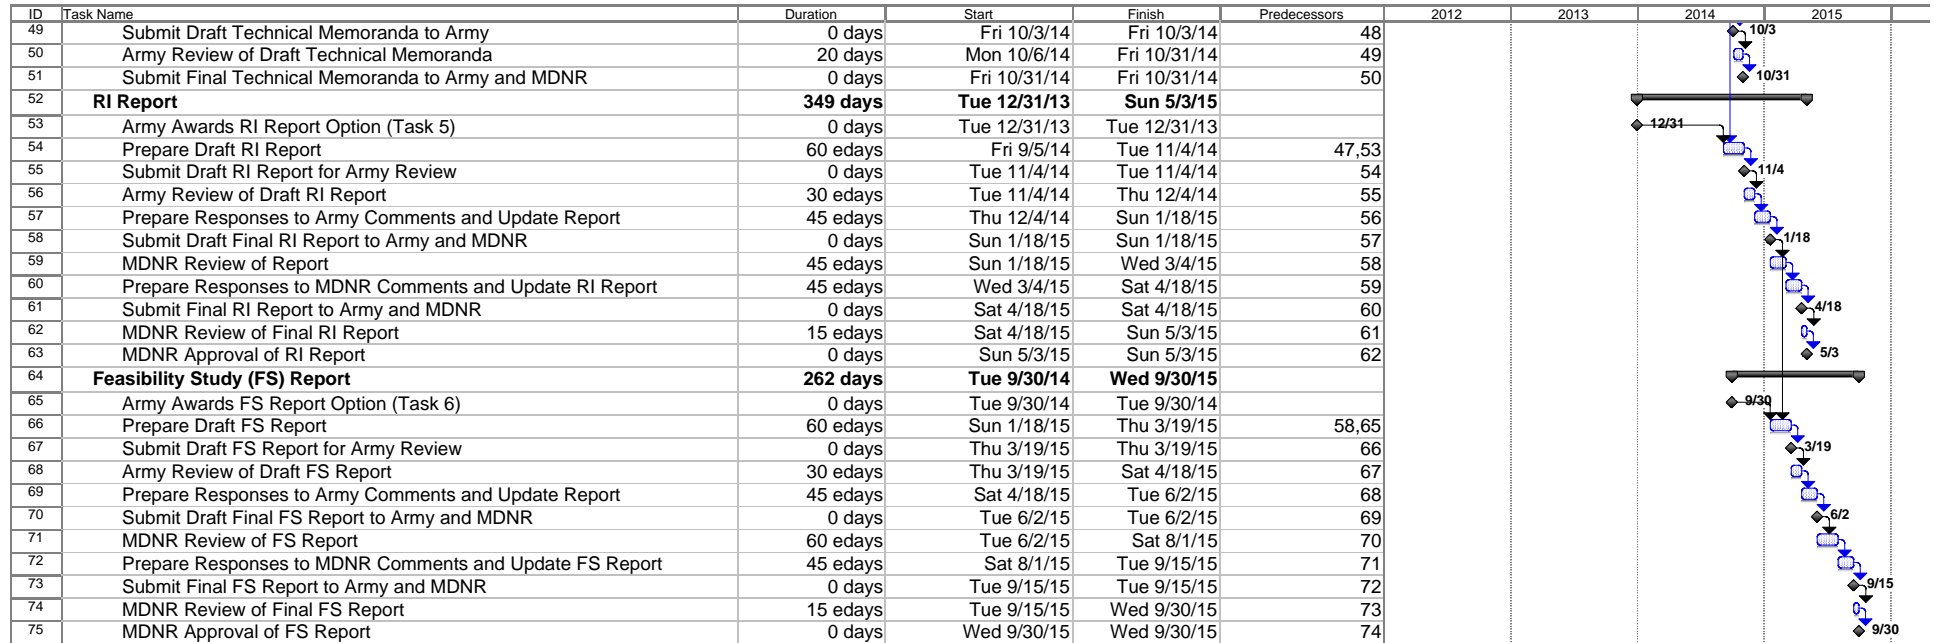 ID Task Name Duration Start Finish Predecessors 2012 2013 2014 2015
49 Submit Draft Technical Memoranda to Army 0 days Fri 10/3/14 Fri 10/3/14 48 10/3
50 Army Review of Draft Technical Memoranda 20 days Mon 10/6/14 Fri 10/31/14 49
51 Submit Final Technical Memoranda to Army and MDNR 0 days Fri 10/31/14 Fri 10/31/14 50 10/31
52 RI Report 349 days Tue 12/31/13 Sun 5/3/15
53 Army Awards RI Report Option (Task 5) 0 days Tue 12/31/13 Tue 12/31/13 12/31
54 Prepare Draft RI Report 60 edays Fri 9/5/14 Tue 11/4/14 47,53
55 Submit Draft RI Report for Army Review 0 days Tue 11/4/14 Tue 11/4/14 54 11/4
56 Army Review of Draft RI Report 30 edays Tue 11/4/14 Thu 12/4/14 55
57 Prepare Responses to Army Comments and Update Report 45 edays Thu 12/4/14 Sun 1/18/15 56
58 Submit Draft Final RI Report to Army and MDNR 0 days Sun 1/18/15 Sun 1/18/15 57 1/18
59 MDNR Review of Report 45 edays Sun 1/18/15 Wed 3/4/15 58
60 Prepare Responses to MDNR Comments and Update RI Report 45 edays Wed 3/4/15 Sat 4/18/15 59
61 Submit Final RI Report to Army and MDNR 0 days Sat 4/18/15 Sat 4/18/15 60 4/18
62 MDNR Review of Final RI Report 15 edays Sat 4/18/15 Sun 5/3/15 61
63 MDNR Approval of RI Report 0 days Sun 5/3/15 Sun 5/3/15 62 5/3
64 Feasibility Study (FS) Report 262 days Tue 9/30/14 Wed 9/30/15
65 Army Awards FS Report Option (Task 6) 0 days Tue 9/30/14 Tue 9/30/14 9/30
66 Prepare Draft FS Report 60 edays Sun 1/18/15 Thu 3/19/15 58,65
67 Submit Draft FS Report for Army Review 0 days Thu 3/19/15 Thu 3/19/15 66 3/19
68 Army Review of Draft FS Report 30 edays Thu 3/19/15 Sat 4/18/15 67
69 Prepare Responses to Army Comments and Update Report 45 edays Sat 4/18/15 Tue 6/2/15 68
70 Submit Draft Final FS Report to Army and MDNR 0 days Tue 6/2/15 Tue 6/2/15 69 6/2
71 MDNR Review of FS Report 60 edays Tue 6/2/15 Sat 8/1/15 70
72 Prepare Responses to MDNR Comments and Update FS Report 45 edays Sat 8/1/15 Tue 9/15/15 71
73 Submit Final FS Report to Army and MDNR 0 days Tue 9/15/15 Tue 9/15/15 72 9/15
74 MDNR Review of Final FS Report 15 edays Tue 9/15/15 Wed 9/30/15 73
75 MDNR Approval of FS Report 0 days Wed 9/30/15 Wed 9/30/15 74 9/30